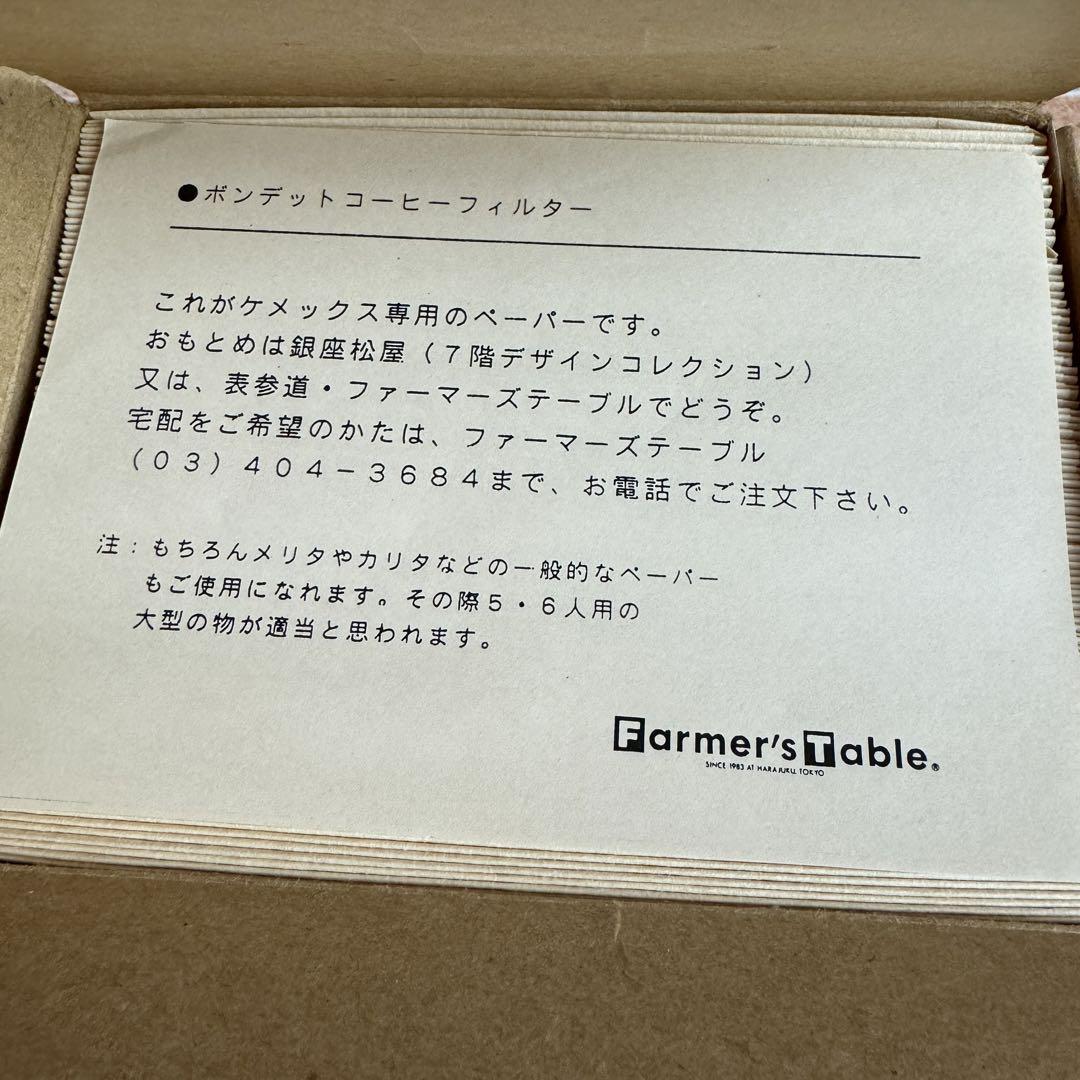 ●ボンデットコーヒーフィルター
これがケメックス専用のペーパーです。
おもとめは銀座松屋（７階デザインコレクション）
又は、表参道・ファーマーズテーブルでどうぞ。
宅配をご希望のかたは、ファーマーズテーブル
（０３）４０４－３６８４まで、お電話でご注文下さい。
注：もちろんメリタやカリタなどの一般的なペーパー
もご使用になれます。その際５・６人用の
大型の物が適当と思われます。
Farmer's Table®
SINCE 1983 AT HARAJUKU, TOKYO